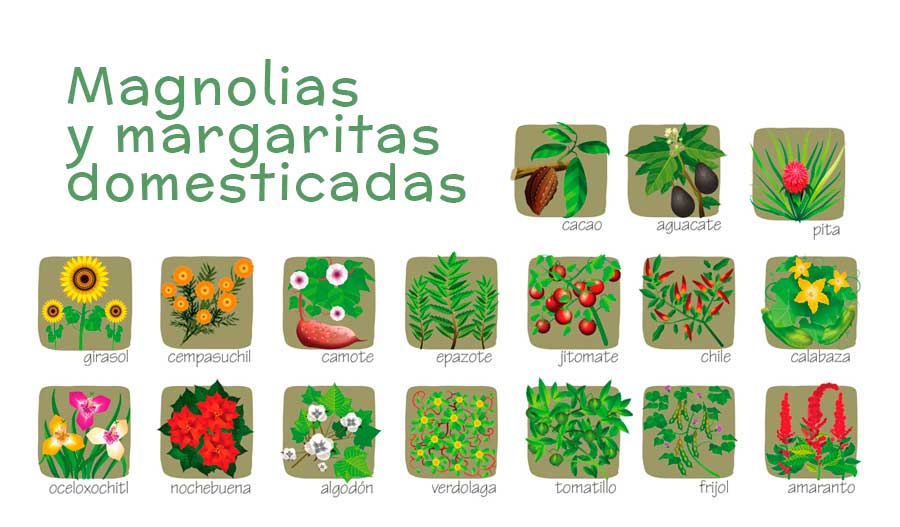 Magnolias
y margaritas
domesticadas
cacao
aguacate
pita
girasol
cempasuchil
camote
epazote
jitomate
chile
calabaza
oceloxochitl
nochebuena
algodón
verdolaga
tomatillo
frijol
amaranto